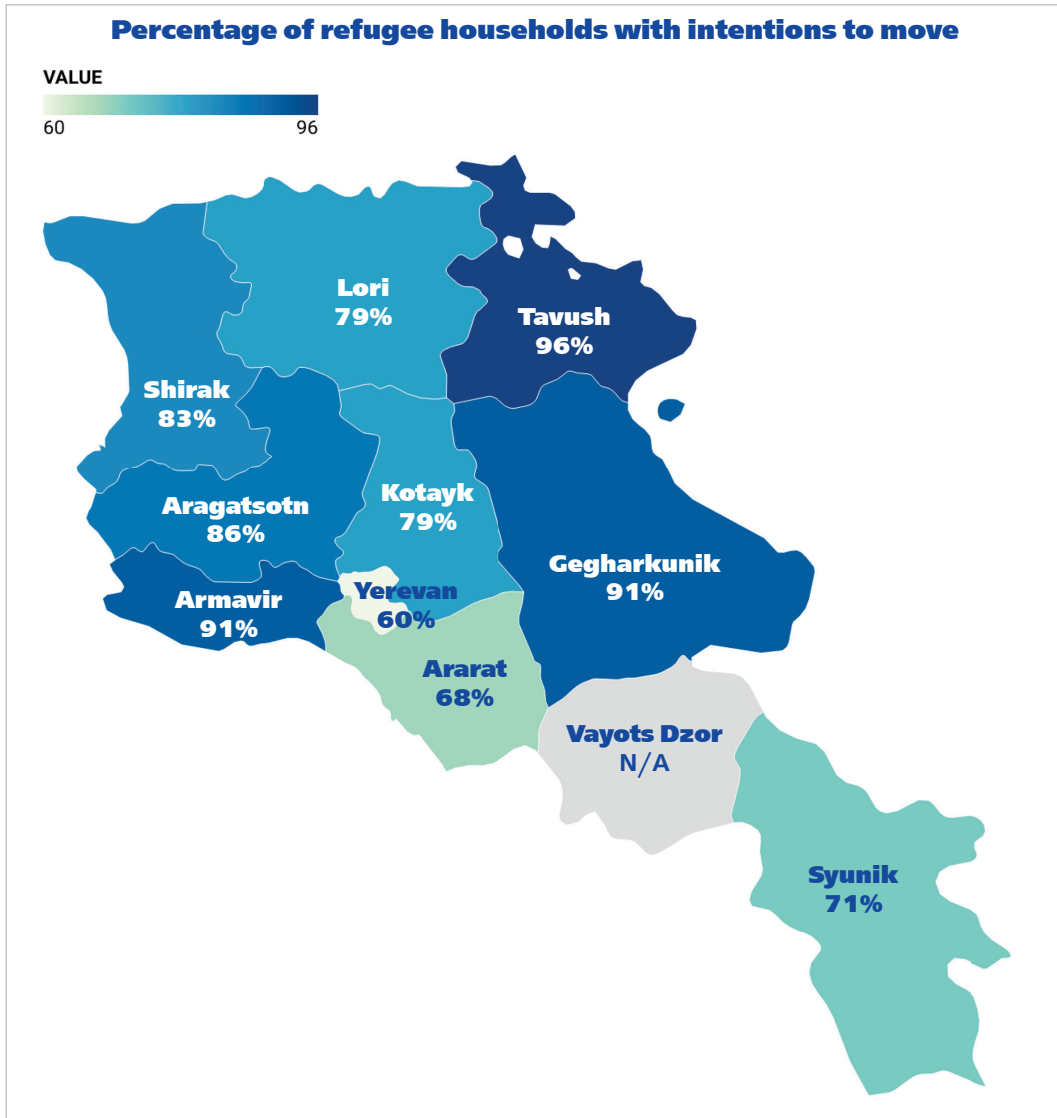 Percentage of refugee households with intentions to move
VALUE
60 96
Lori
79%
Tavush
96%
Shirak
83%
Kotayk
79%
Aragatsotn
86%
Gegharkunik
91%
Yerevan
60%
Armavir
91%
Ararat
68%
Vayots Dzor
N/A
Syunik
71%